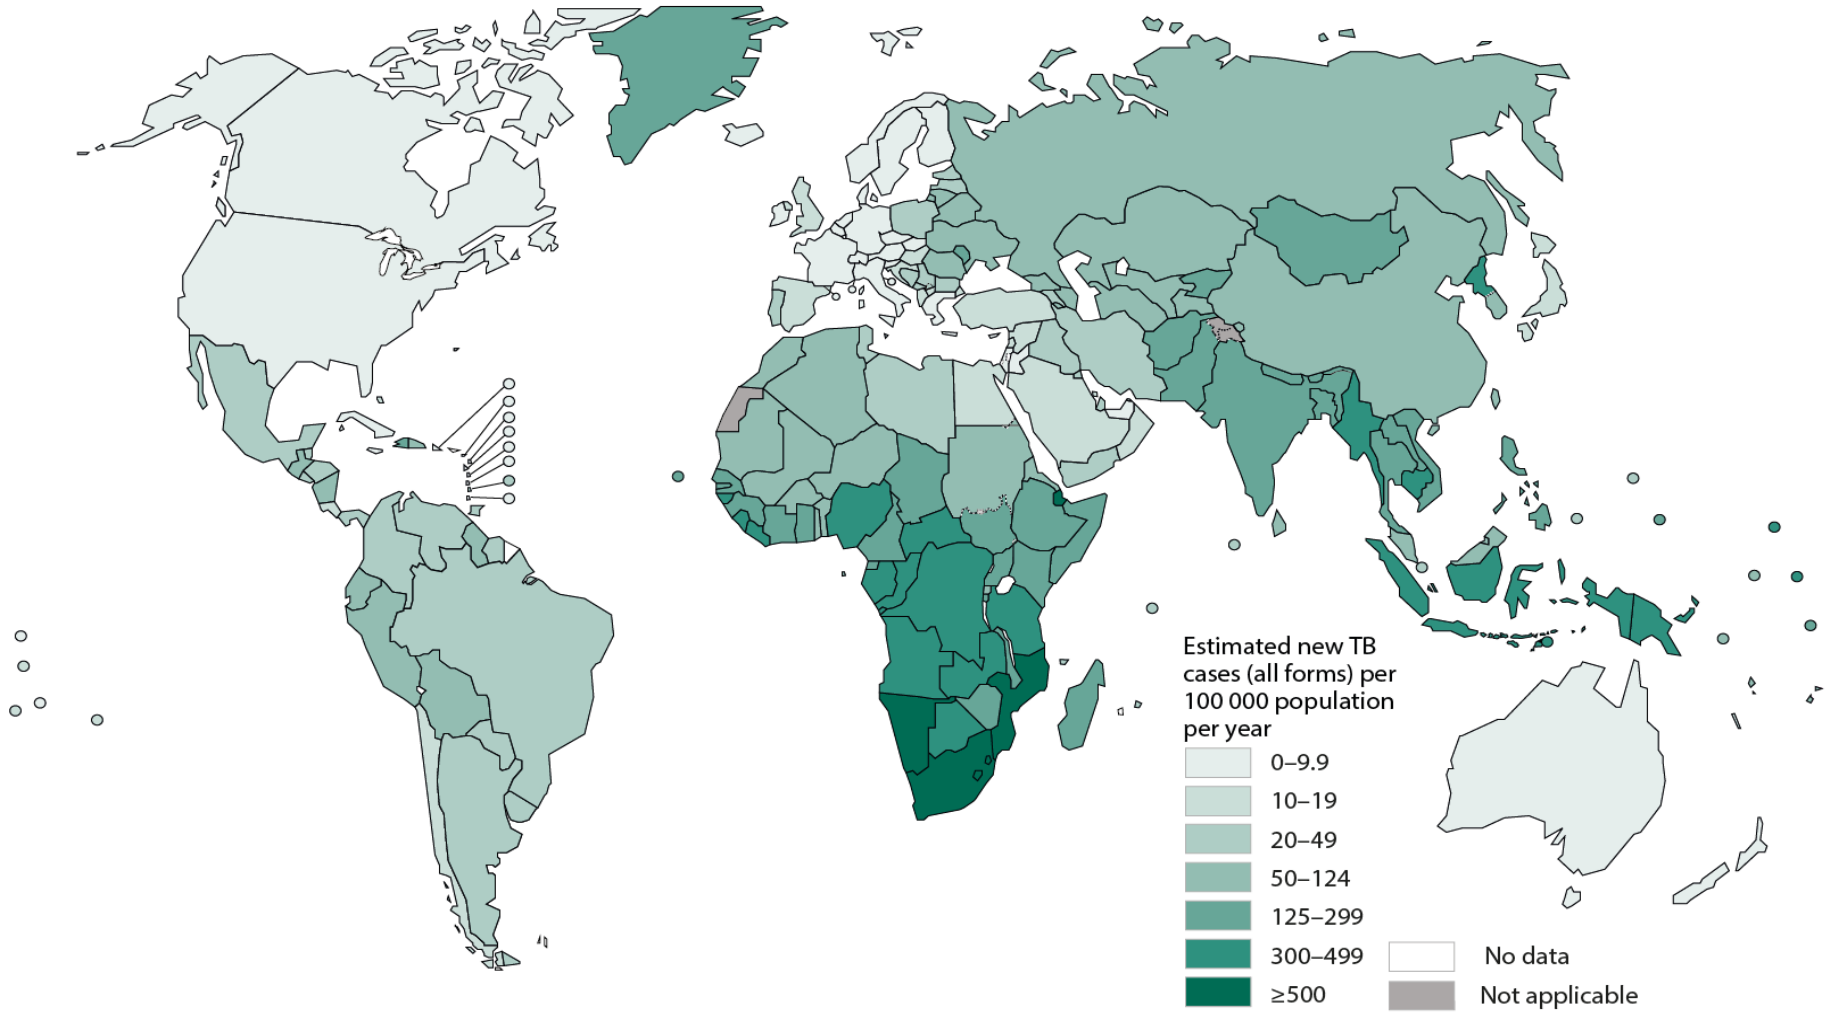 Estimated new TB
cases (all forms) per
100 000 population
per year
0–9.9
10–19
20–49
50–124
125–299
300–499
≥500
No data
Not applicable